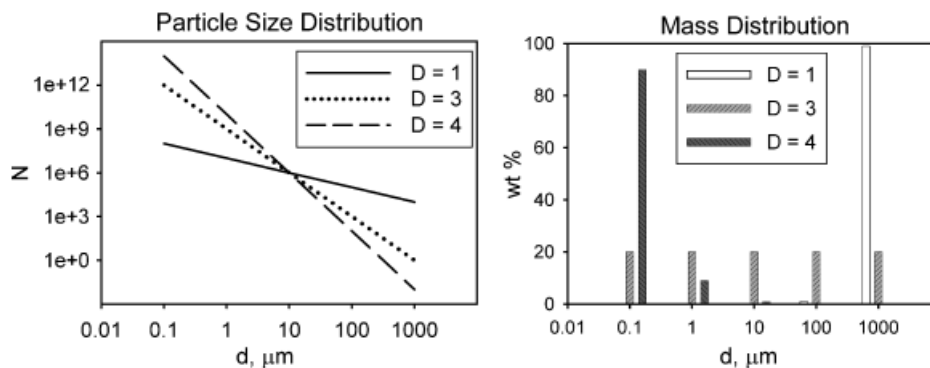 Particle Size Distribution
N
1e+12
1e+9
1e+6
1e+3
1e+0
D = 1
D = 3
D = 4
0.01 0.1 1 10 100 1000
d, μm
Mass Distribution
wt %
100
80
60
40
20
0
D = 1
D = 3
D = 4
0.01 0.1 1 10 100 1000
d, μm